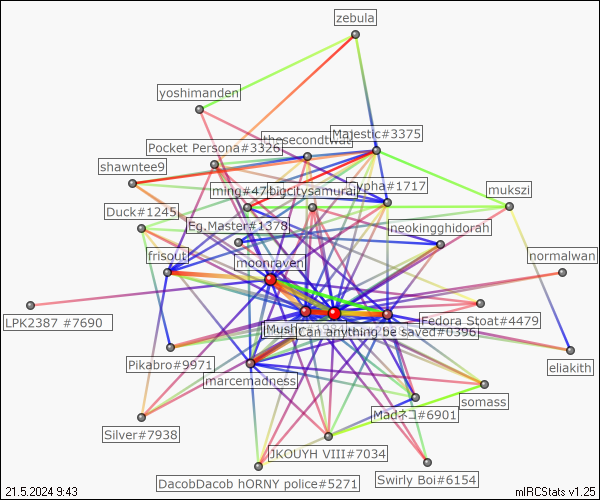 zebula
yoshimanden
Majestic#3375
Pocket Persona#3326
shawntee9
ming#47
bigcitysamurai
#1717
mukszi
Duck#1245
Eg.Master#1378
neokingghidorah
frisout
moonraven
normalwan
LPK2387 #7690
Fedora Stoat#4479
Can anything be saved#0396
Pikabro#9971
eliakith
marcemadness
somass
Madネコ#6901
Silver#7938
JKOUYH VIII#7034
DacobDacob hORNY police#5271
Swirly Boi#6154
21.5.2024 9:43
mIRCStats v1.25